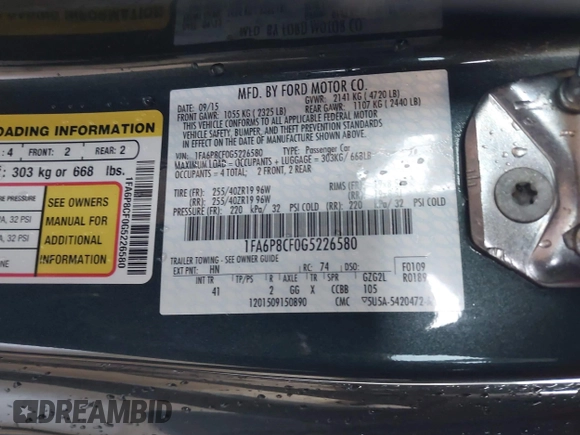 MFD. BY FORD MOTOR CO.
DATE: 09/15
GVWR: 2141 KG ( 4720 LB)
FRONT GAWR: 1055 KG ( 2325 LB)
REAR GAWR: 1107 KG ( 2440 LB)
THIS VEHICLE CONFORMS TO ALL APPLICABLE FEDERAL MOTOR
VEHICLE SAFETY, BUMPER, AND THEFT PREVENTION STANDARDS
IN EFFECT ON THE DATE OF MANUFACTURE SHOWN ABOVE.
VIN: 1FA6P8CF0G5226580
TYPE: Passenger Car
MAXIMUM LOAD = OCCUPANTS + LUGGAGE = 303KG/ 668LB
OCCUPANTS = 4 TOTAL; 2 FRONT, 2 REAR
TIRE (FR): 255/40ZR19 96W
RIMS (FR):
(RR): 255/40ZR19 96W
(RR):
PRESSURE (FR): 220 kPa/ 32 PSI COLD
(RR): 220 kPa/ 32 PSI COLD
1FA6P8CF0G5226580
TRAILER TOWING - SEE OWNER GUIDE
EXT PNT: HN
RC: 74
DSO:
F0109
R0189
INT TR TP/PS R AXLE TR SPR GZG2L
41 2 GG X CCBB 105
1201509150890
CMC
5U5A-5420472-A
LOADING INFORMATION
: 4 FRONT: 2 REAR: 2
: 303 kg or 668 lbs.
SEE OWNERS
MANUAL FOR
ADDITIONAL
INFORMATION
, 32 PSI
, 32 PSI
1FA6P8CF0G5226580
DREAMBID